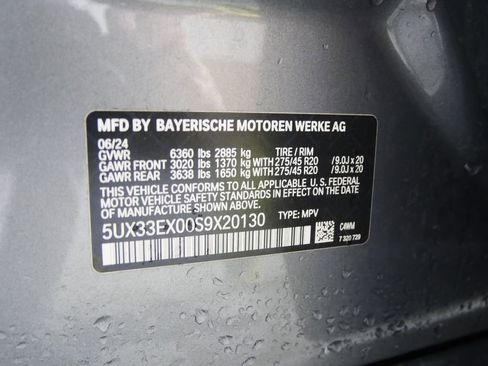 MFD BY BAYERISCHE MOTOREN WERKE AG
06/24
GVWR 6360 lbs 2885 kg TIRE / RIM
GAWR FRONT 3020 lbs 1370 kg WITH 275/45 R20 /9.0J x 20
GAWR REAR 3638 lbs 1650 kg WITH 275/45 R20 /9.0J x 20
THIS VEHICLE CONFORMS TO ALL APPLICABLE U.S. FEDERAL
MOTOR VEHICLE SAFETY STANDARDS IN EFFECT ON THE
DATE OF MANUFACTURE SHOWN ABOVE.
5UX33EX00S9X20130 TYPE: MPV
C4WM
7 320 729